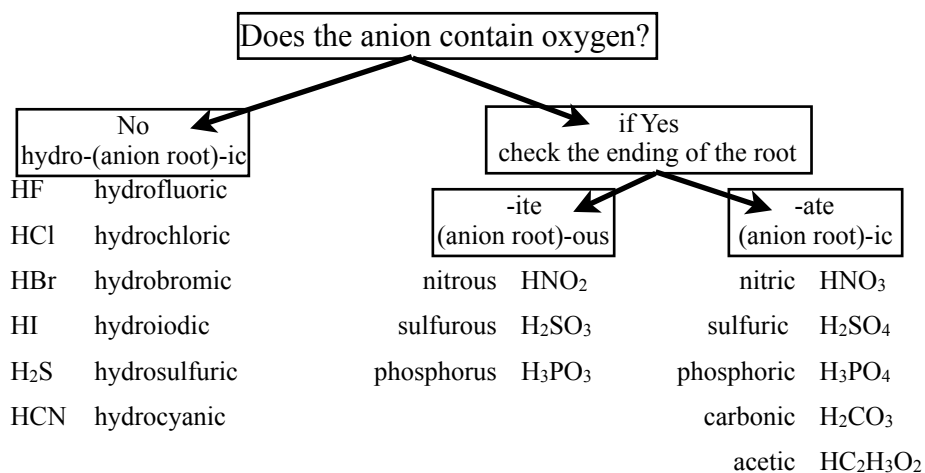 Does the anion contain oxygen?
No
hydro-(anion root)-ic
if Yes
check the ending of the root
HF hydrofluoric
HCl hydrochloric
HBr hydrobromic
HI hydroiodic
H₂S hydrosulfuric
HCN hydrocyanic
-ite
(anion root)-ous
nitrous HNO₂
sulfurous H₂SO₃
phosphorus H₃PO₃
-ate
(anion root)-ic
nitric HNO₃
sulfuric H₂SO₄
phosphoric H₃PO₄
carbonic H₂CO₃
acetic HC₂H₃O₂